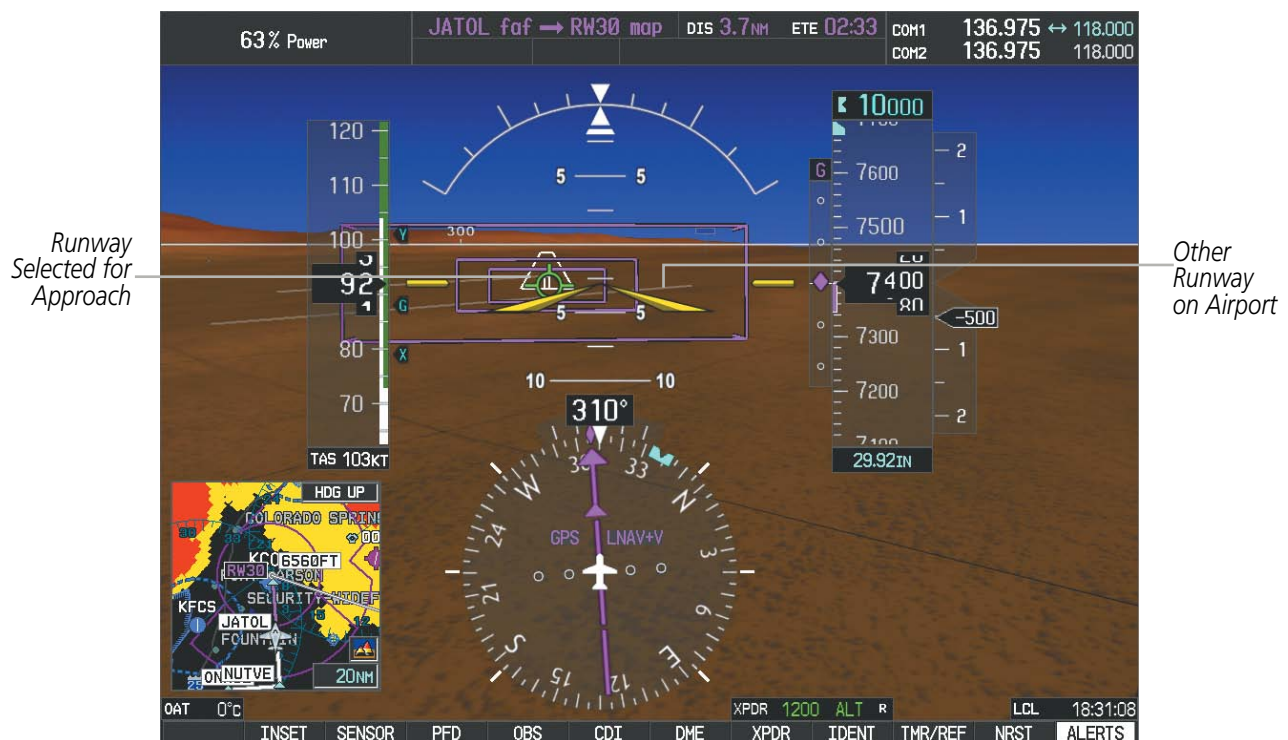 63% Power
JATOL faf → RW30 map DIS 3.7NM ETE 02:33
COM1 136.975 ↔ 118.000
COM2 136.975 118.000
120
110
100
92
80
70
TAS 103KT
Y
G
X
300
5 5
5 5
10 10
10000
G
7600
7500
7400
20
80
7300
7200
29.92IN
2
1
-500
1
2
Runway
Selected for
Approach
Other
Runway
on Airport
310°
33
N
3
6
E
12
15
S
21
24
W
GPS LNAV+V
HDG UP
COLORADO
KCO
6560FT
RW30
KFCS
JATOL
NUTVE
20NM
OAT 0°C
XPDR 1200 ALT R
LCL 18:31:08
INSET SENSOR PFD OBS CDI DME XPDR IDENT TMR/REF NRST ALERTS